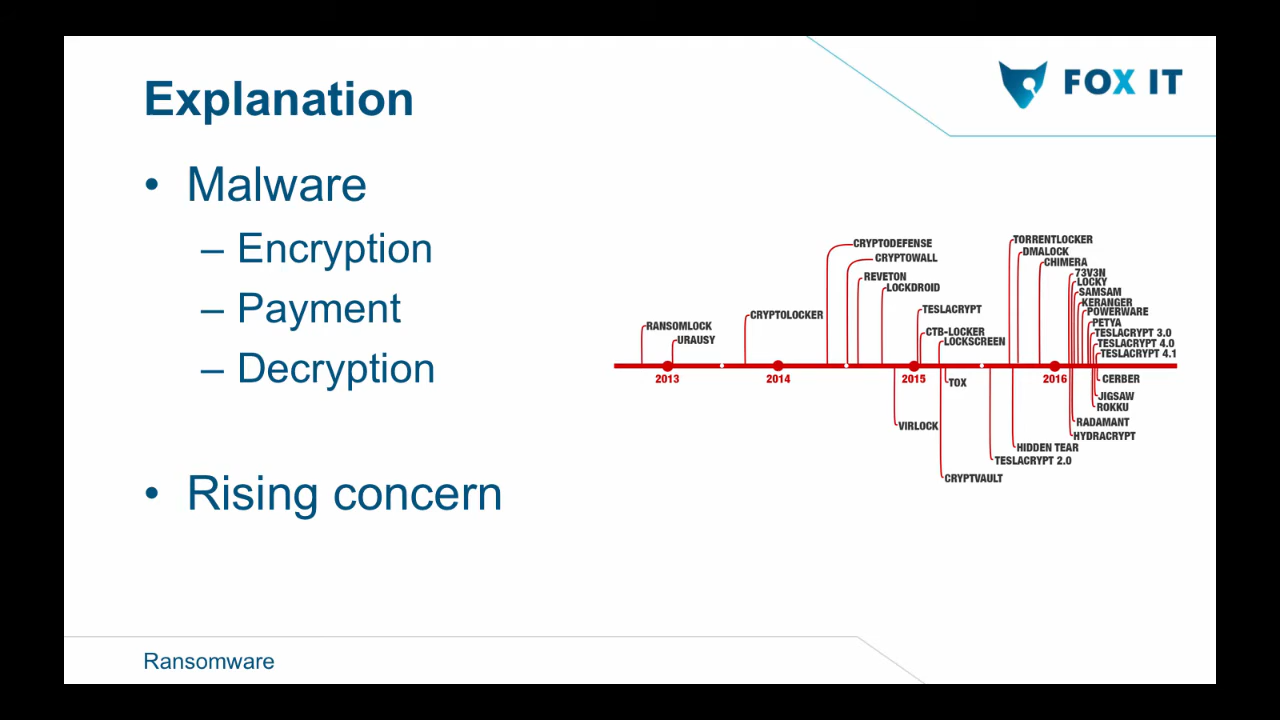 Explanation
FOX IT
• Malware
– Encryption
– Payment
– Decryption
• Rising concern
CRYPTODEFENSE
CRYPTOWALL
REVETON
LOCKDROID
RANSOMLOCK
URAUSY
CRYPTOLOCKER
TESLACRYPT
CTB-LOCKER
LOCKSCREEN
TORRENTLOCKER
DMALOCK
CHIMERA
73V3N
LOCKY
SAMSAM
KERANGER
POWERWARE
PETYA
TESLACRYPT 3.0
TESLACRYPT 4.0
TESLACRYPT 4.1
2013
2014
2015
2016
TOX
CERBER
JIGSAW
ROKKU
RADAMANT
HYDRACRYPT
VIRLOCK
HIDDEN TEAR
TESLACRYPT 2.0
CRYPTVAULT
Ransomware